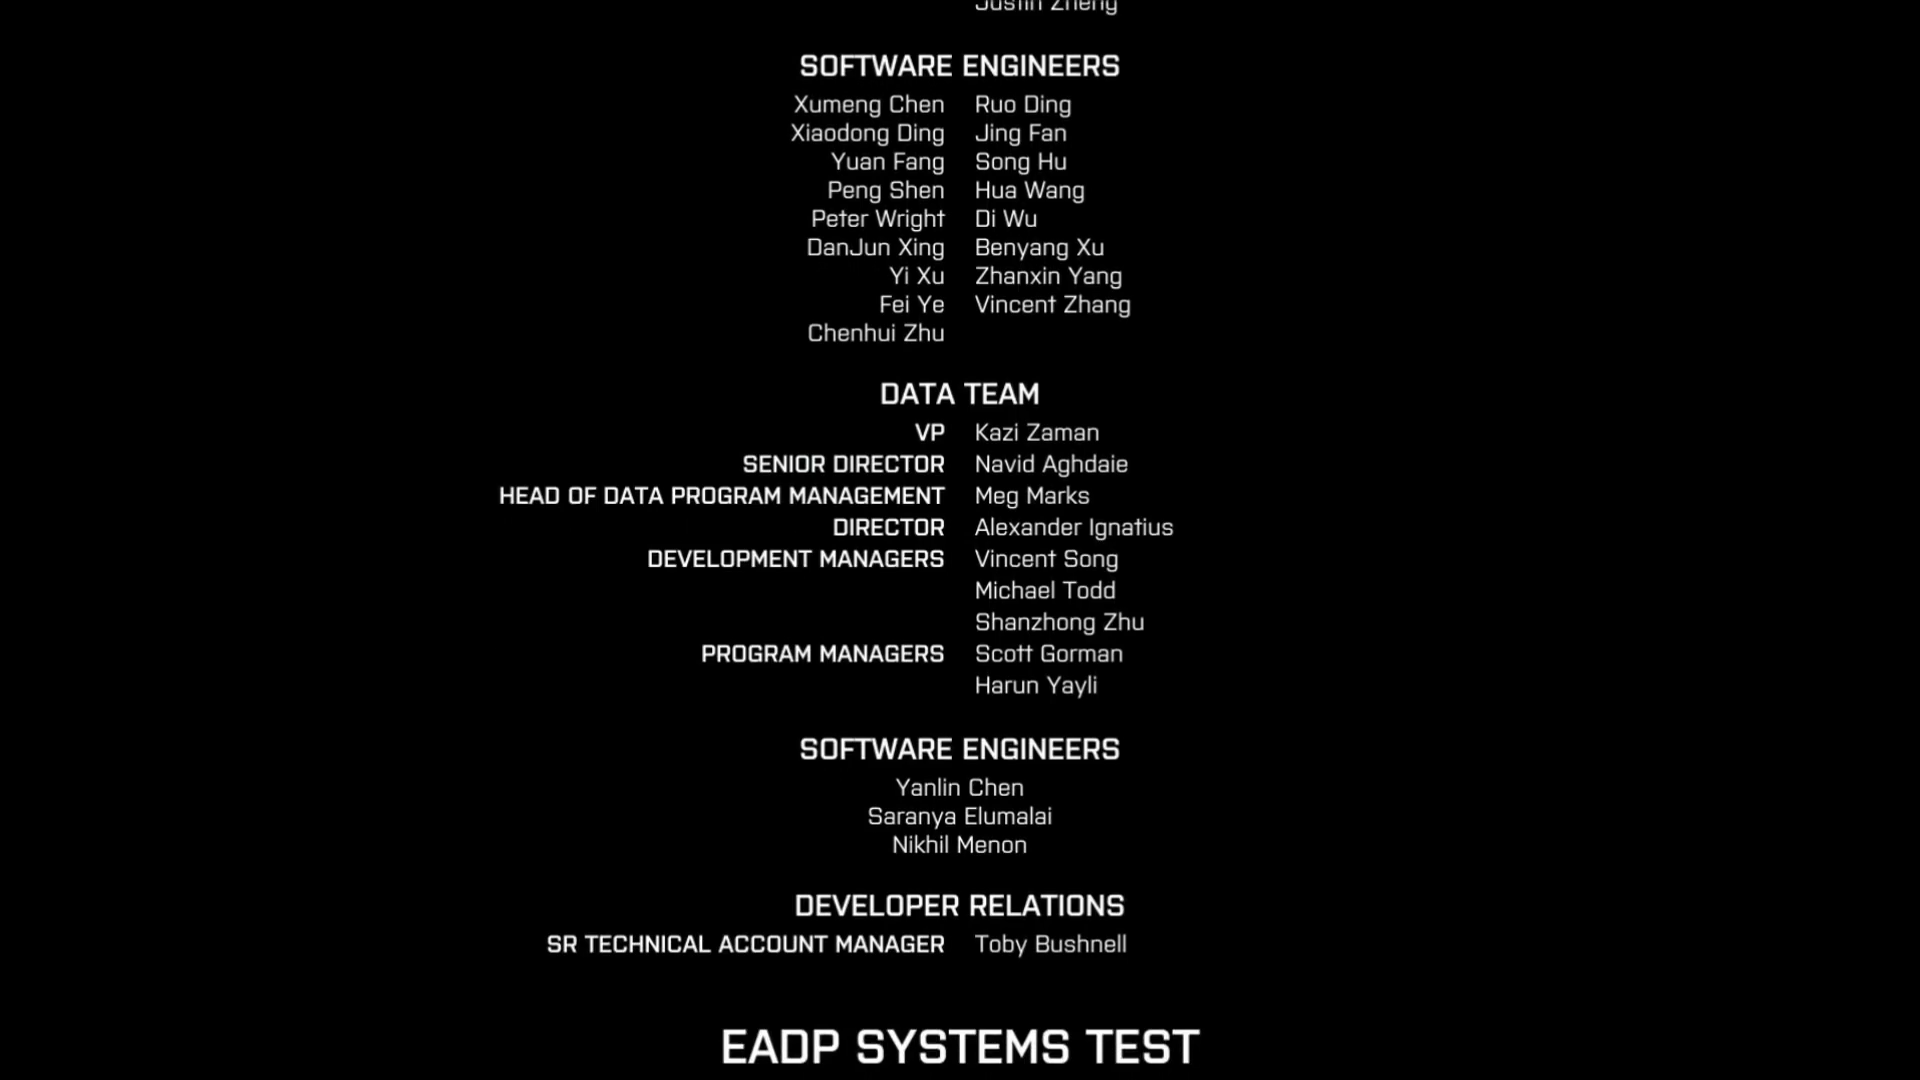 Justin Zheng
SOFTWARE ENGINEERS
Xumeng Chen Ruo Ding
Xiaodong Ding Jing Fan
Yuan Fang Song Hu
Peng Shen Hua Wang
Peter Wright Di Wu
DanJun Xing Benyang Xu
Yi Xu Zhanxin Yang
Fei Ye Vincent Zhang
Chenhui Zhu
DATA TEAM
VP Kazi Zaman
SENIOR DIRECTOR Navid Aghdaie
HEAD OF DATA PROGRAM MANAGEMENT Meg Marks
DIRECTOR Alexander Ignatius
DEVELOPMENT MANAGERS Vincent Song
Michael Todd
Shanzhong Zhu
PROGRAM MANAGERS Scott Gorman
Harun Yayli
SOFTWARE ENGINEERS
Yanlin Chen
Saranya Elumalai
Nikhil Menon
DEVELOPER RELATIONS
SR TECHNICAL ACCOUNT MANAGER Toby Bushnell
EADP SYSTEMS TEST